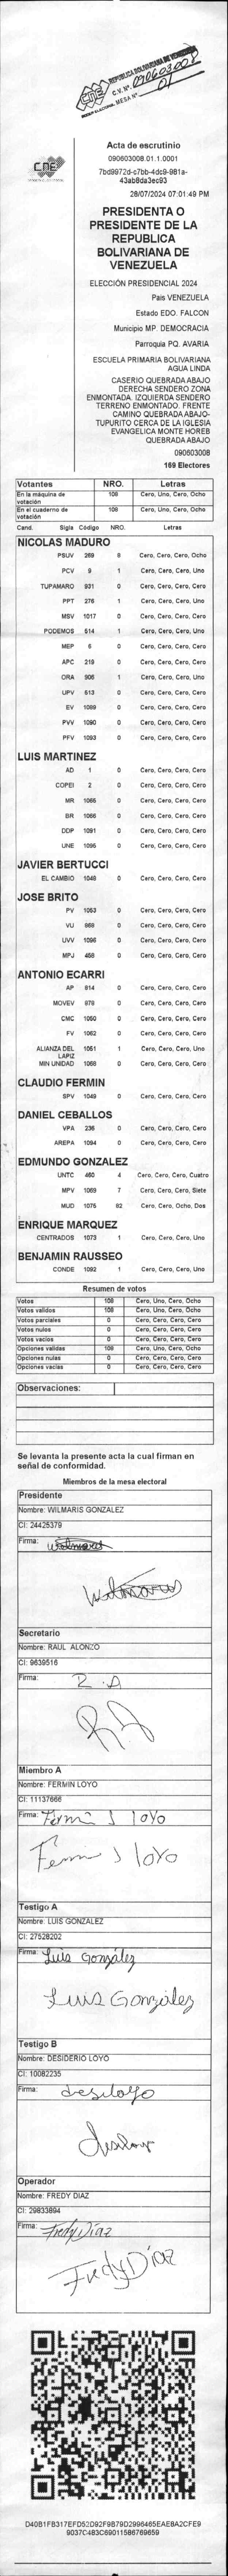 REPUBLICA BOLIVARIANA DE VENEZUELA
CNE
C.V. Nº 090603008
PODER ELECTORAL MESA Nº 01
CNE
Acta de escrutinio
090603008.01.1.0001
7bd9972d-c7bb-4dc9-981a-
43ab8da3ec93
28/07/2024 07:01:49 PM
PRESIDENTA O
PRESIDENTE DE LA
REPUBLICA
BOLIVARIANA DE
VENEZUELA
ELECCIÓN PRESIDENCIAL 2024
País VENEZUELA
Estado EDO. FALCON
Municipio MP. DEMOCRACIA
Parroquia PQ. AVARIA
ESCUELA PRIMARIA BOLIVARIANA
AGUA LINDA
CASERIO QUEBRADA ABAJO
DERECHA SENDERO ZONA
ENMONTADA. IZQUIERDA SENDERO
TERRENO ENMONTADO. FRENTE
CAMINO QUEBRADA ABAJO-
TUPURITO CERCA DE LA IGLESIA
EVANGELICA MONTE HOREB
QUEBRADA ABAJO
090603008
169 Electores
Votantes NRO. Letras
En la máquina de votación 108 Cero, Uno, Cero, Ocho
En el cuaderno de votación 108 Cero, Uno, Cero, Ocho
Cand. Sigla Código NRO. Letras
NICOLAS MADURO
PSUV 269 8 Cero, Cero, Cero, Ocho
PCV 9 1 Cero, Cero, Cero, Uno
TUPAMARO 931 0 Cero, Cero, Cero, Cero
PPT 276 1 Cero, Cero, Cero, Uno
MSV 1017 0 Cero, Cero, Cero, Cero
PODEMOS 514 1 Cero, Cero, Cero, Uno
MEP 6 0 Cero, Cero, Cero, Cero
APC 219 0 Cero, Cero, Cero, Cero
ORA 906 1 Cero, Cero, Cero, Uno
UPV 513 0 Cero, Cero, Cero, Cero
EV 1089 0 Cero, Cero, Cero, Cero
PVV 1090 0 Cero, Cero, Cero, Cero
PFV 1093 0 Cero, Cero, Cero, Cero
LUIS MARTINEZ
AD 1 0 Cero, Cero, Cero, Cero
COPEI 2 0 Cero, Cero, Cero, Cero
MR 1065 0 Cero, Cero, Cero, Cero
BR 1066 0 Cero, Cero, Cero, Cero
DDP 1091 0 Cero, Cero, Cero, Cero
UNE 1095 0 Cero, Cero, Cero, Cero
JAVIER BERTUCCI
EL CAMBIO 1048 0 Cero, Cero, Cero, Cero
JOSE BRITO
PV 1053 0 Cero, Cero, Cero, Cero
VU 869 0 Cero, Cero, Cero, Cero
UVV 1096 0 Cero, Cero, Cero, Cero
MPJ 458 0 Cero, Cero, Cero, Cero
ANTONIO ECARRI
AP 814 0 Cero, Cero, Cero, Cero
MOVEV 978 0 Cero, Cero, Cero, Cero
CMC 1050 0 Cero, Cero, Cero, Cero
FV 1062 0 Cero, Cero, Cero, Cero
ALIANZA DEL LAPIZ 1051 1 Cero, Cero, Cero, Uno
MIN UNIDAD 1068 0 Cero, Cero, Cero, Cero
CLAUDIO FERMIN
SPV 1049 0 Cero, Cero, Cero, Cero
DANIEL CEBALLOS
VPA 236 0 Cero, Cero, Cero, Cero
AREPA 1094 0 Cero, Cero, Cero, Cero
EDMUNDO GONZALEZ
UNTC 460 4 Cero, Cero, Cero, Cuatro
MPV 1069 7 Cero, Cero, Cero, Siete
MUD 1075 82 Cero, Cero, Ocho, Dos
ENRIQUE MARQUEZ
CENTRADOS 1073 1 Cero, Cero, Cero, Uno
BENJAMIN RAUSSEO
CONDE 1092 1 Cero, Cero, Cero, Uno
Resumen de votos
Votos 108 Cero, Uno, Cero, Ocho
Votos validos 108 Cero, Uno, Cero, Ocho
Votos parciales 0 Cero, Cero, Cero, Cero
Votos nulos 0 Cero, Cero, Cero, Cero
Votos vacios 0 Cero, Cero, Cero, Cero
Opciones validas 108 Cero, Uno, Cero, Ocho
Opciones nulas 0 Cero, Cero, Cero, Cero
Opciones vacias 0 Cero, Cero, Cero, Cero
Observaciones:
Se levanta la presente acta la cual firman en
señal de conformidad.
Miembros de la mesa electoral
Presidente
Nombre: WILMARIS GONZALEZ
CI: 24425379
Firma: Wilmaris
Wilmaris
Secretario
Nombre: RAUL ALONZO
CI: 9639516
Firma: R.A
Miembro A
Nombre: FERMIN LOYO
CI: 11137666
Firma: Fermin J loyo
Fermin J loyo
Testigo A
Nombre: LUIS GONZALEZ
CI: 27528202
Firma: Luis González
Luis González
Testigo B
Nombre: DESIDERIO LOYO
CI: 10082235
Firma: desiloyo
Operador
Nombre: FREDY DIAZ
CI: 29833894
Firma: Fredy Díaz
Fredy Díaz
D40B1FB317EFD52D92F9B79D2996465EAE8A2CFE9
9037C483C69011586769659